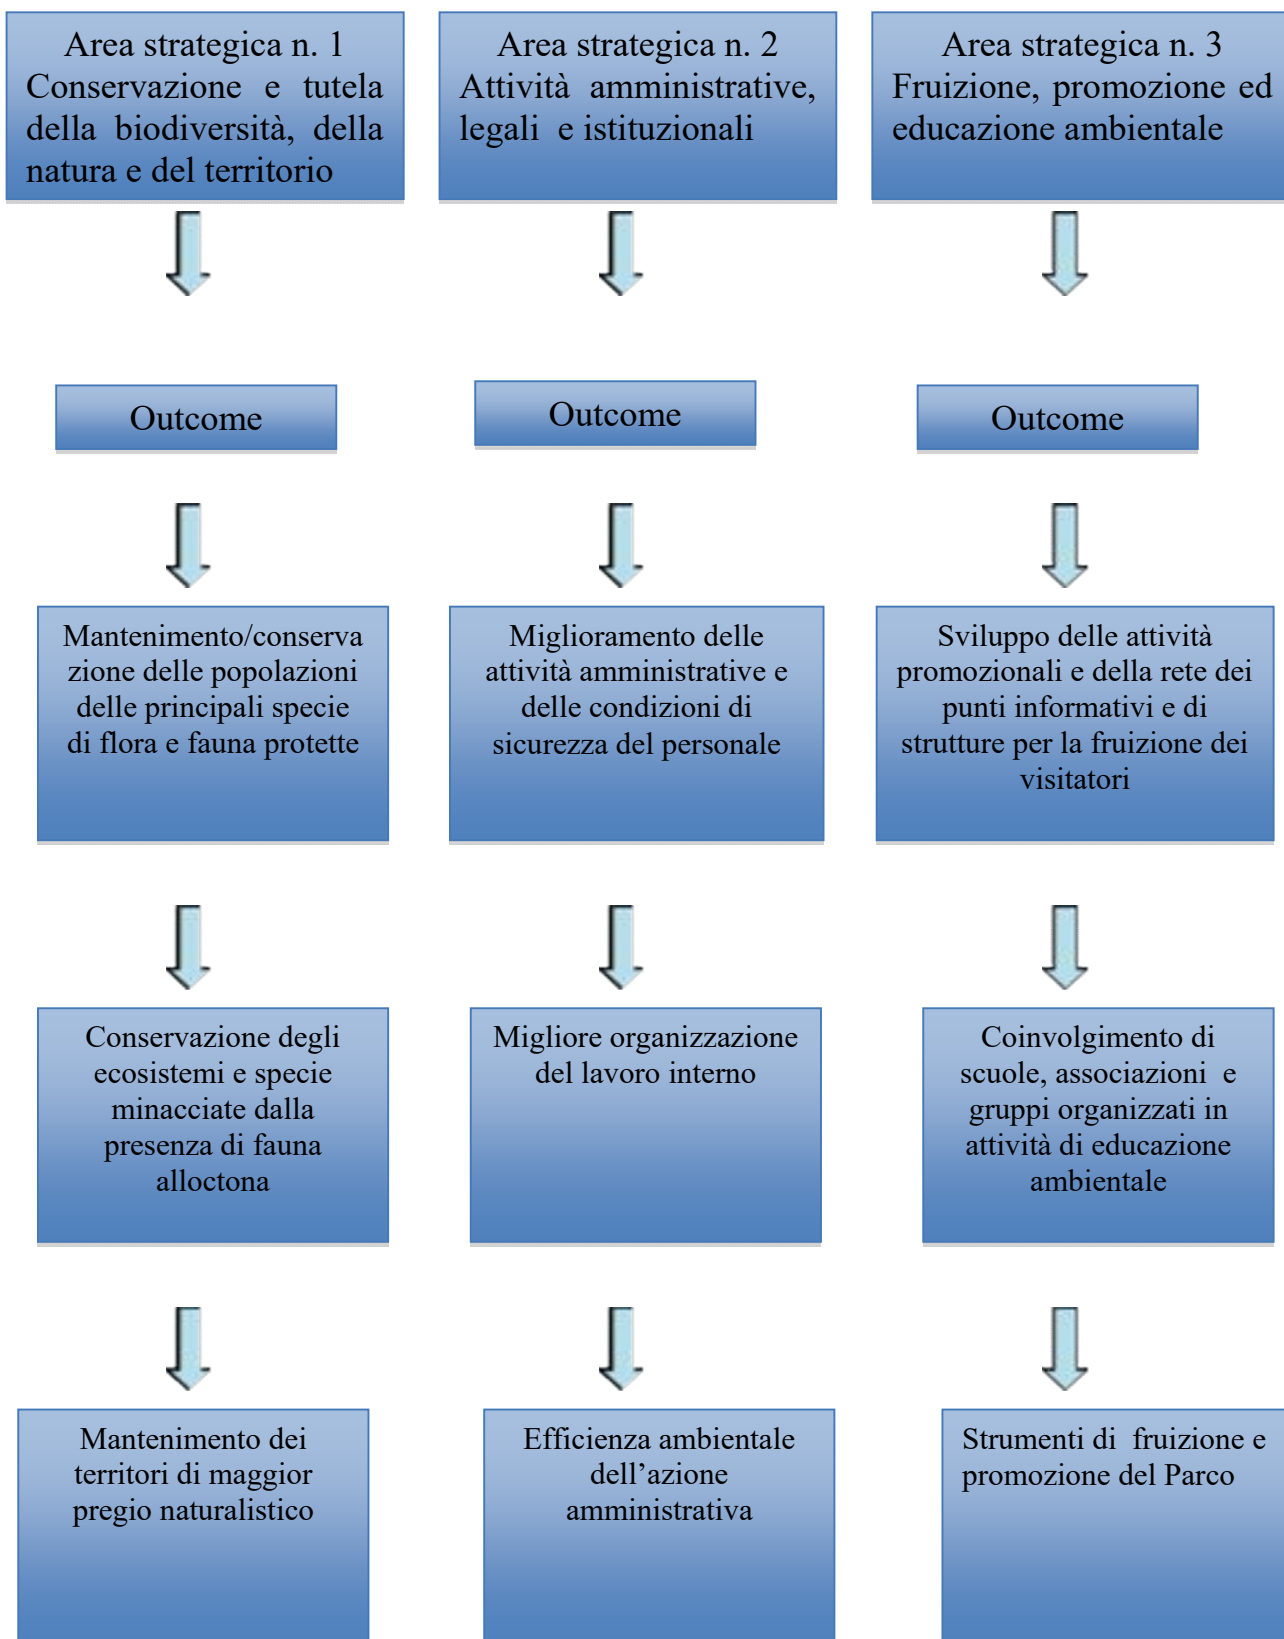 Area strategica n. 1
Conservazione e tutela
della biodiversità, della
natura e del territorio
Area strategica n. 2
Attività amministrative,
legali e istituzionali
Area strategica n. 3
Fruizione, promozione ed
educazione ambientale
Outcome
Outcome
Outcome
Mantenimento/conserva
zione delle popolazioni
delle principali specie
di flora e fauna protette
Miglioramento delle
attività amministrative e
delle condizioni di
sicurezza del personale
Sviluppo delle attività
promozionali e della rete dei
punti informativi e di
strutture per la fruizione dei
visitatori
Conservazione degli
ecosistemi e specie
minacciate dalla
presenza di fauna
alloctona
Migliore organizzazione
del lavoro interno
Coinvolgimento di
scuole, associazioni e
gruppi organizzati in
attività di educazione
ambientale
Mantenimento dei
territori di maggior
pregio naturalistico
Efficienza ambientale
dell’azione
amministrativa
Strumenti di fruizione e
promozione del Parco